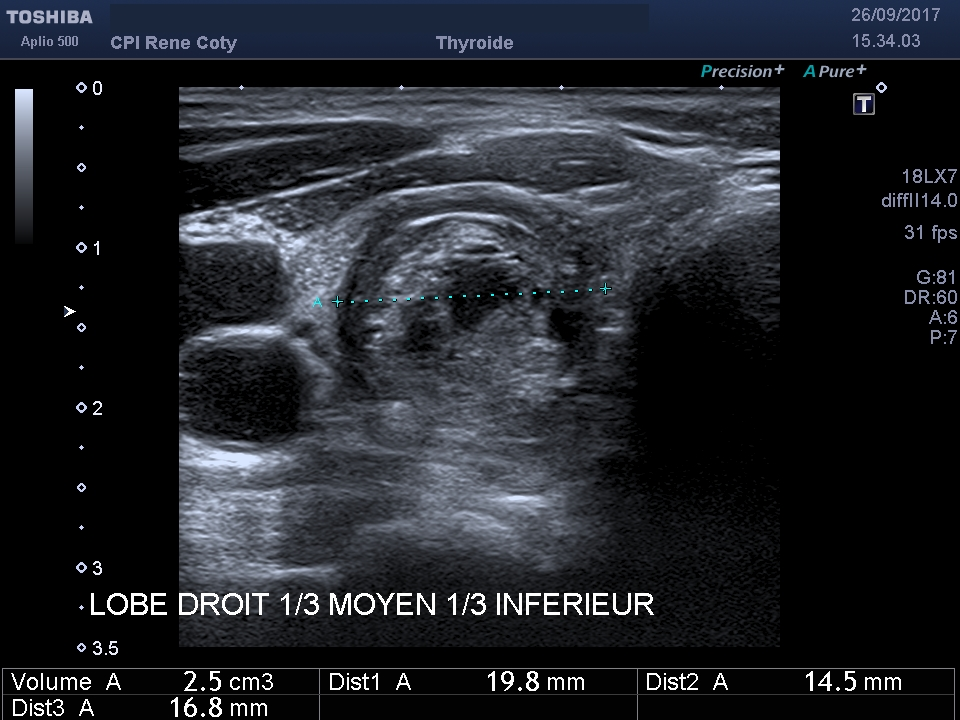 TOSHIBA
Aplio 500
CPI Rene Coty
Thyroide
26/09/2017
15.34.03
Precision+ A Pure+
T
0
1
2
3
3.5
18LX7
diffII14.0
31 fps
G:81
DR:60
A:6
P:7
A
LOBE DROIT 1/3 MOYEN 1/3 INFERIEUR
Volume A 2.5 cm3
Dist1 A 19.8 mm
Dist2 A 14.5 mm
Dist3 A 16.8 mm